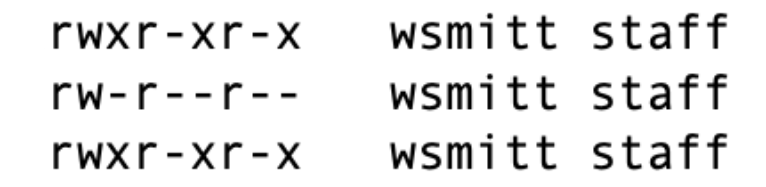 rwxr-xr-x wsmitt staff
rw-r--r-- wsmitt staff
rwxr-xr-x wsmitt staff